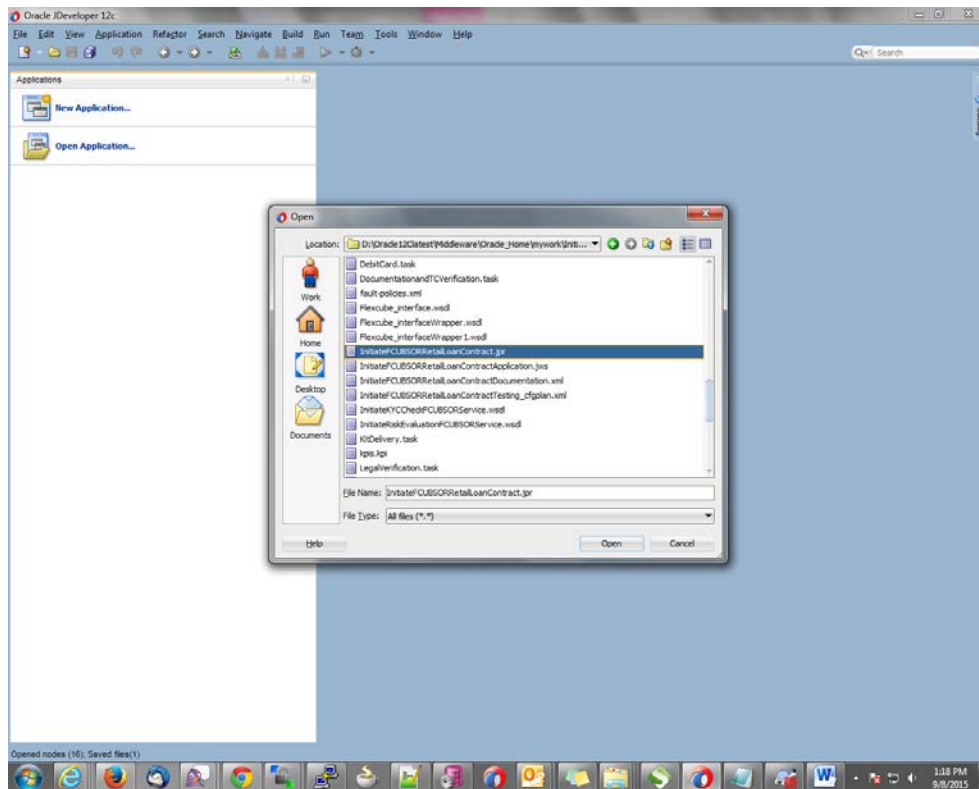 Oracle JDeveloper 12c
File Edit View Application Refactor Search Navigate Build Run Team Tools Window Help
Search
Applications
New Application...
Open Application...
Open
Location: D:\Oracle12Clatest\Middleware\Oracle_Home\mywork\Initi...
Work
Home
Desktop
Documents
DebitCard.task
DocumentationandTCVerification.task
fault-policies.xml
Flexcube_interface.wsdl
Flexcube_interfaceWrapper.wsdl
Flexcube_interfaceWrapper1.wsdl
InitiateFCUBSORRetailLoanContract.jpr
InitiateFCUBSORRetailLoanContractApplication.jws
InitiateFCUBSORRetailLoanContractDocumentation.xml
InitiateFCUBSORRetailLoanContractTesting_cfgplan.xml
InitiateKYCCheckFCUBSORService.wsdl
InitiateRiskEvaluationFCUBSORService.wsdl
KitDelivery.task
kpis.kpi
LegalVerification.task
File Name: InitiateFCUBSORRetailLoanContract.jpr
File Type: All files (*.*)
Help Open Cancel
Opened nodes (16); Saved files(1)
1:18 PM
9/8/2015